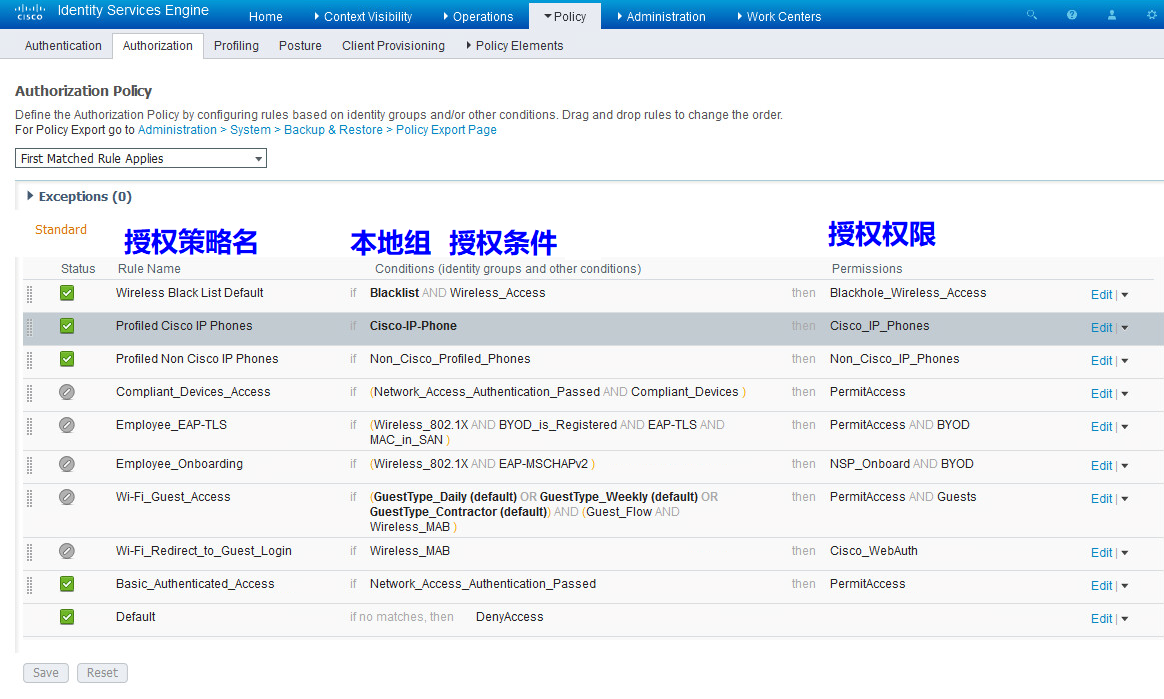 cisco Identity Services Engine Home Context Visibility Operations Policy Administration Work Centers
Authentication Authorization Profiling Posture Client Provisioning Policy Elements
Authorization Policy
Define the Authorization Policy by configuring rules based on identity groups and/or other conditions. Drag and drop rules to change the order.
For Policy Export go to Administration > System > Backup & Restore > Policy Export Page
First Matched Rule Applies
Exceptions (0)
Standard
授权策略名 本地组 授权条件 授权权限
Status Rule Name Conditions (identity groups and other conditions) Permissions
Wireless Black List Default if Blacklist AND Wireless_Access then Blackhole_Wireless_Access Edit |
Profiled Cisco IP Phones if Cisco-IP-Phone then Cisco_IP_Phones Edit |
Profiled Non Cisco IP Phones if Non_Cisco_Profiled_Phones then Non_Cisco_IP_Phones Edit |
Compliant_Devices_Access if (Network_Access_Authentication_Passed AND Compliant_Devices ) then PermitAccess Edit |
Employee_EAP-TLS if (Wireless_802.1X AND BYOD_is_Registered AND EAP-TLS AND then PermitAccess AND BYOD Edit |
MAC_in_SAN )
Employee_Onboarding if (Wireless_802.1X AND EAP-MSCHAPv2 ) then NSP_Onboard AND BYOD Edit |
Wi-Fi_Guest_Access if (GuestType_Daily (default) OR GuestType_Weekly (default) OR then PermitAccess AND Guests Edit |
GuestType_Contractor (default)) AND (Guest_Flow AND
Wireless_MAB )
Wi-Fi_Redirect_to_Guest_Login if Wireless_MAB then Cisco_WebAuth Edit |
Basic_Authenticated_Access if Network_Access_Authentication_Passed then PermitAccess Edit |
Default if no matches, then DenyAccess Edit |
Save Reset